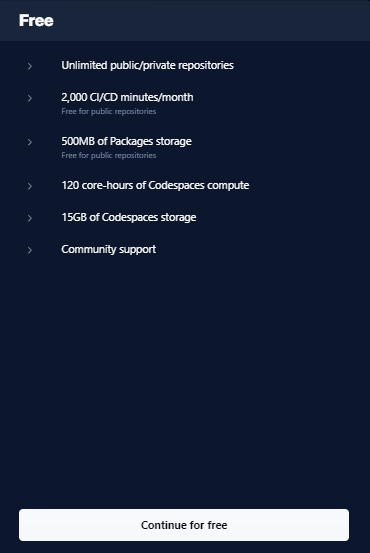 Free
Unlimited public/private repositories
2,000 CI/CD minutes/month
Free for public repositories
500MB of Packages storage
Free for public repositories
120 core-hours of Codespaces compute
15GB of Codespaces storage
Community support
Continue for free